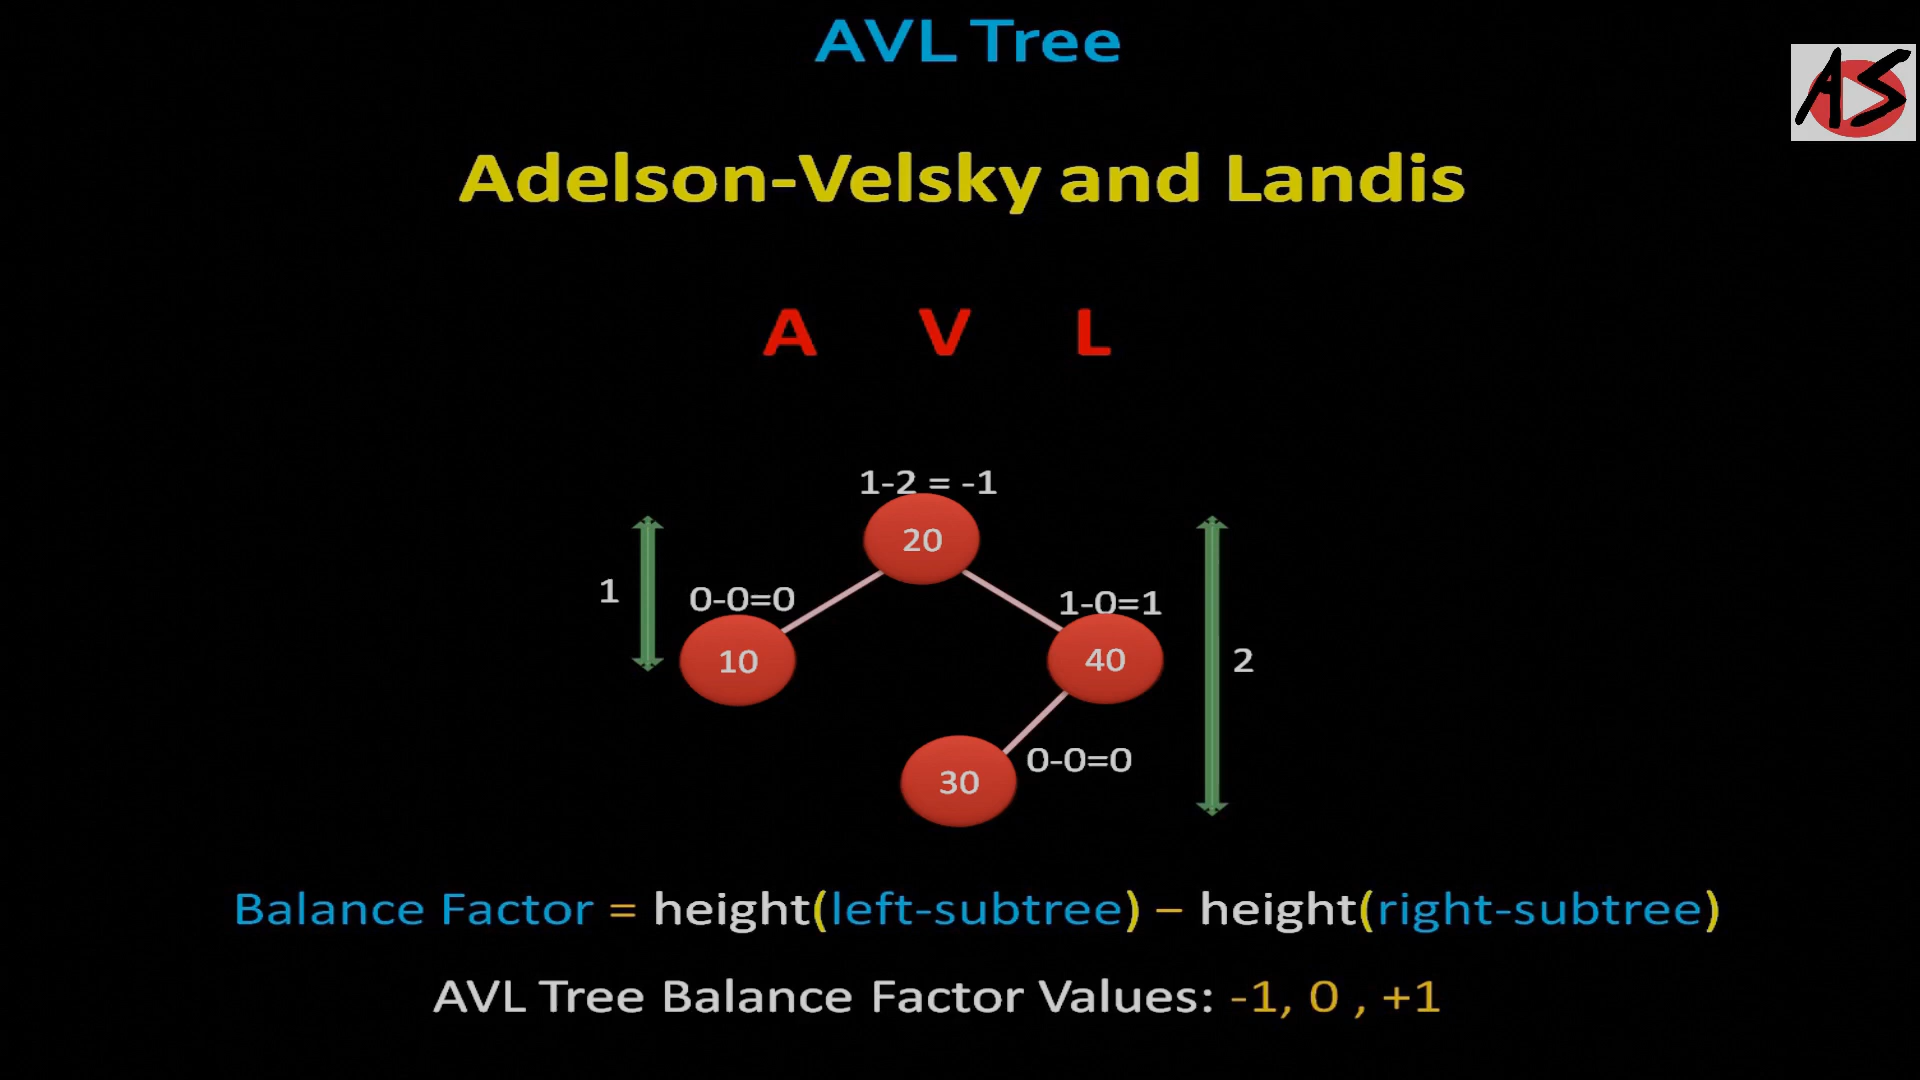 AVL Tree
AS
Adelson-Velsky and Landis
A V L
1-2 = -1
20
1
0-0=0
1-0=1
10
40
2
30
0-0=0
Balance Factor = height(left-subtree) – height(right-subtree)
AVL Tree Balance Factor Values: -1, 0 , +1